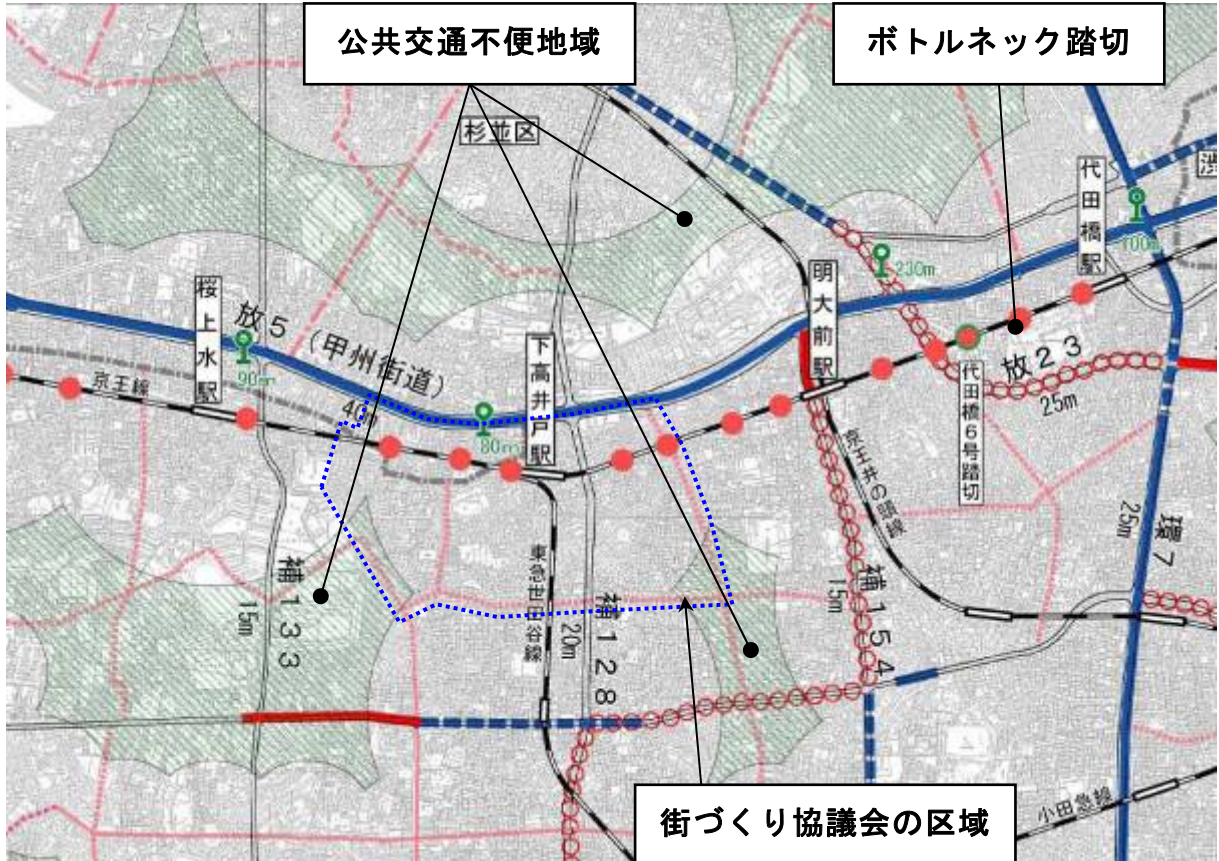 公共交通不便地域
ボトルネック踏切
杉並区
代田橋駅
渋
100m
230m
明大前駅
桜上水駅
放5（甲州街道）
下高井戸駅
90m
京王線
80m
放23
25m
代田橋6号踏切
京王井の頭線
環7
25m
補133
15m
東急世田谷線
20m
補128
補154
15m
街づくり協議会の区域
小田急線